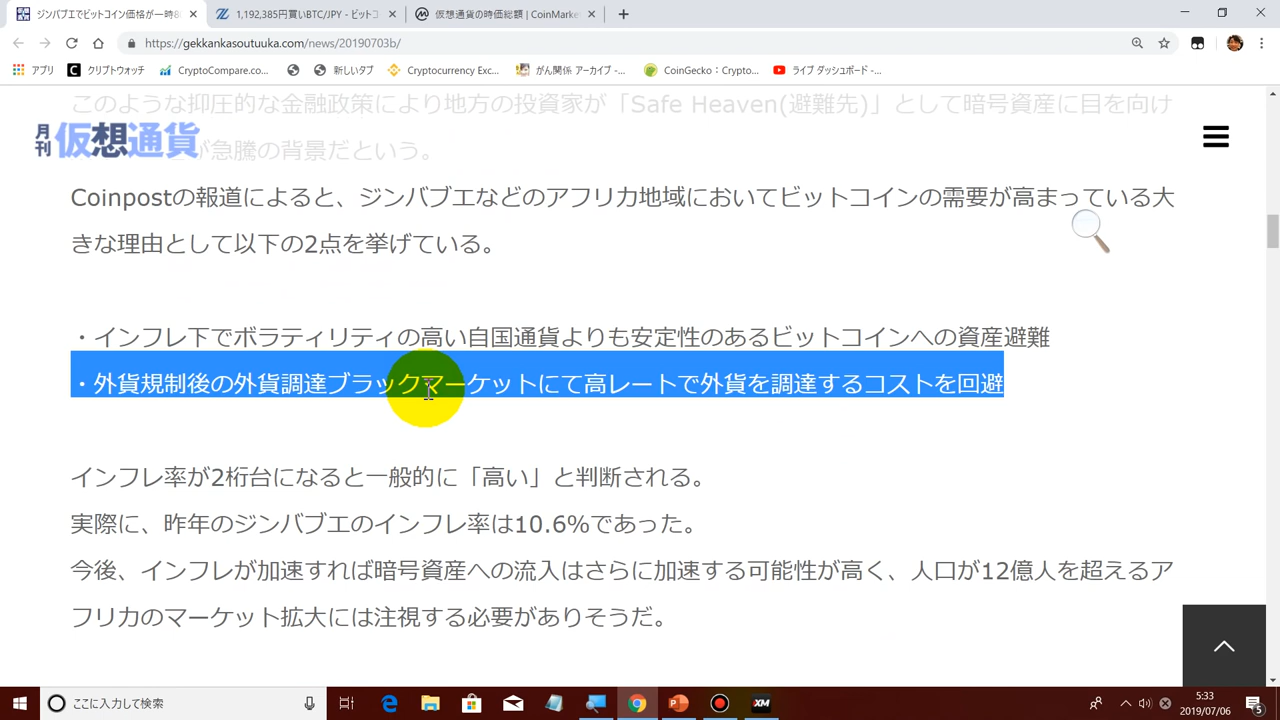 ジンバブエでビットコイン価格が一時8
1,192,385円買いBTC/JPY - ビットコ
仮想通貨の時価総額 | CoinMarke
https://gekkankasoutuuka.com/news/20190703b/
アプリ
クリプトウォッチ
CryptoCompare.co...
新しいタブ
Cryptocurrency Exc...
がん関係 アーカイブ - ...
CoinGecko：Crypto...
ライブ ダッシュボード - ...
このような抑圧的な金融政策により地方の投資家が「Safe Heaven(避難先)」として暗号資産に目を向け
月刊仮想通貨
が急騰の背景だという。
Coinpostの報道によると、ジンバブエなどのアフリカ地域においてビットコインの需要が高まっている大
きな理由として以下の2点を挙げている。
・インフレ下でボラティリティの高い自国通貨よりも安定性のあるビットコインへの資産避難
・外貨規制後の外貨調達ブラックマーケットにて高レートで外貨を調達するコストを回避
インフレ率が2桁台になると一般的に「高い」と判断される。
実際に、昨年のジンバブエのインフレ率は10.6%であった。
今後、インフレが加速すれば暗号資産への流入はさらに加速する可能性が高く、人口が12億人を超えるア
フリカのマーケット拡大には注視する必要がありそうだ。
ここに入力して検索
XM
5:33
2019/07/06
5